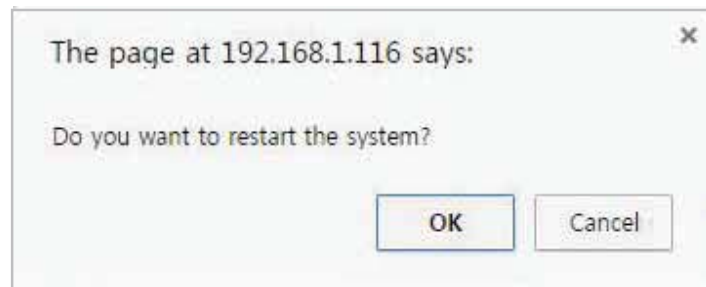 The page at 192.168.1.116 says:
Do you want to restart the system?
OK Cancel